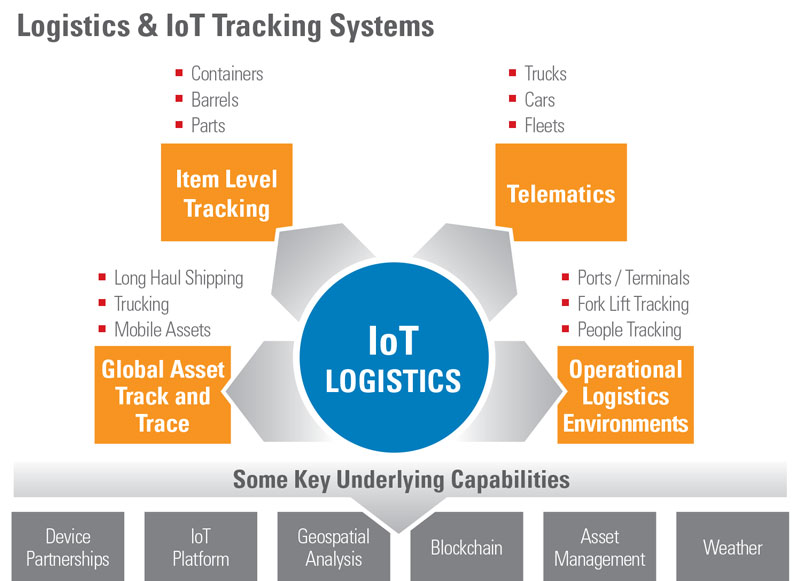 Logistics & IoT Tracking Systems
Containers
Barrels
Parts
Item Level
Tracking
Trucks
Cars
Fleets
Telematics
Long Haul Shipping
Trucking
Mobile Assets
Global Asset
Track and
Trace
IoT
LOGISTICS
Ports / Terminals
Fork Lift Tracking
People Tracking
Operational
Logistics
Environments
Some Key Underlying Capabilities
Device
Partnerships
IoT
Platform
Geospatial
Analysis
Blockchain
Asset
Management
Weather